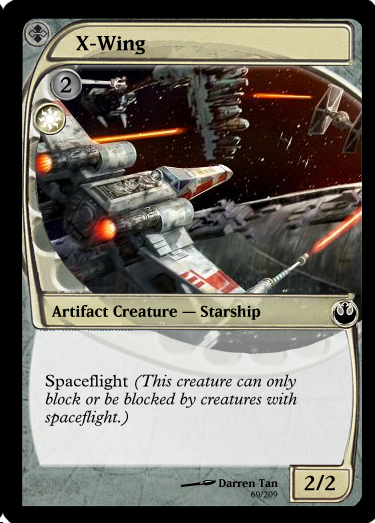 X-Wing
2
Artifact Creature — Starship
Spaceflight (This creature can only
block or be blocked by creatures with
spaceflight.)
Darren Tan
69/209
2/2